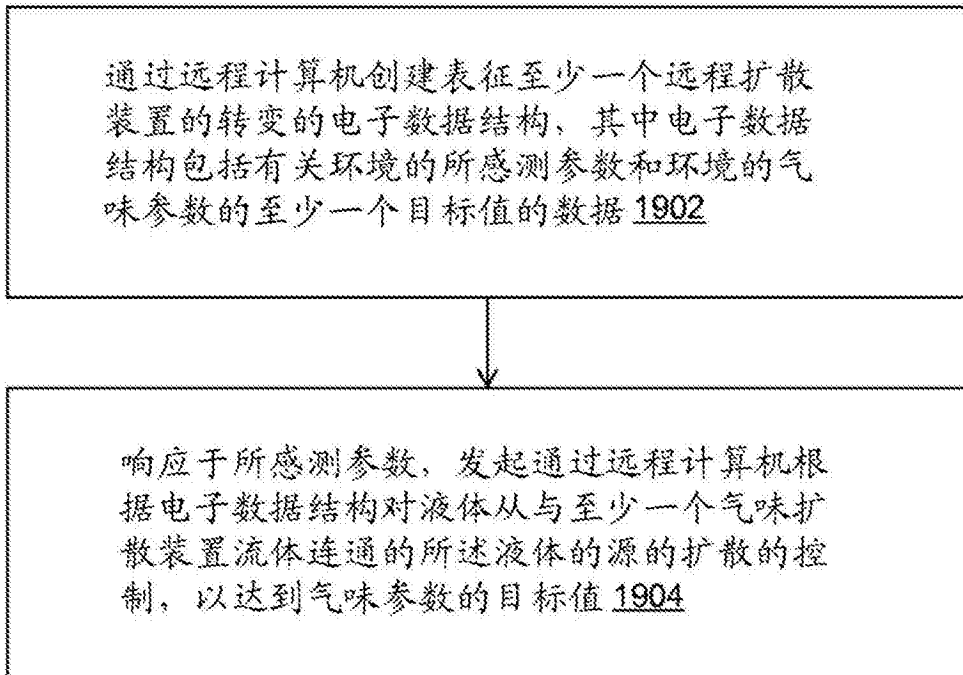 通过远程计算机创建表征至少一个远程扩散
装置的转变的电子数据结构，其中电子数据
结构包括有关环境的所感测参数和环境的气
味参数的至少一个目标值的数据 1902
响应于所感测参数，发起通过远程计算机根
据电子数据结构对液体从与至少一个气味扩
散装置流体连通的所述液体的源的扩散的控
制，以达到气味参数的目标值 1904